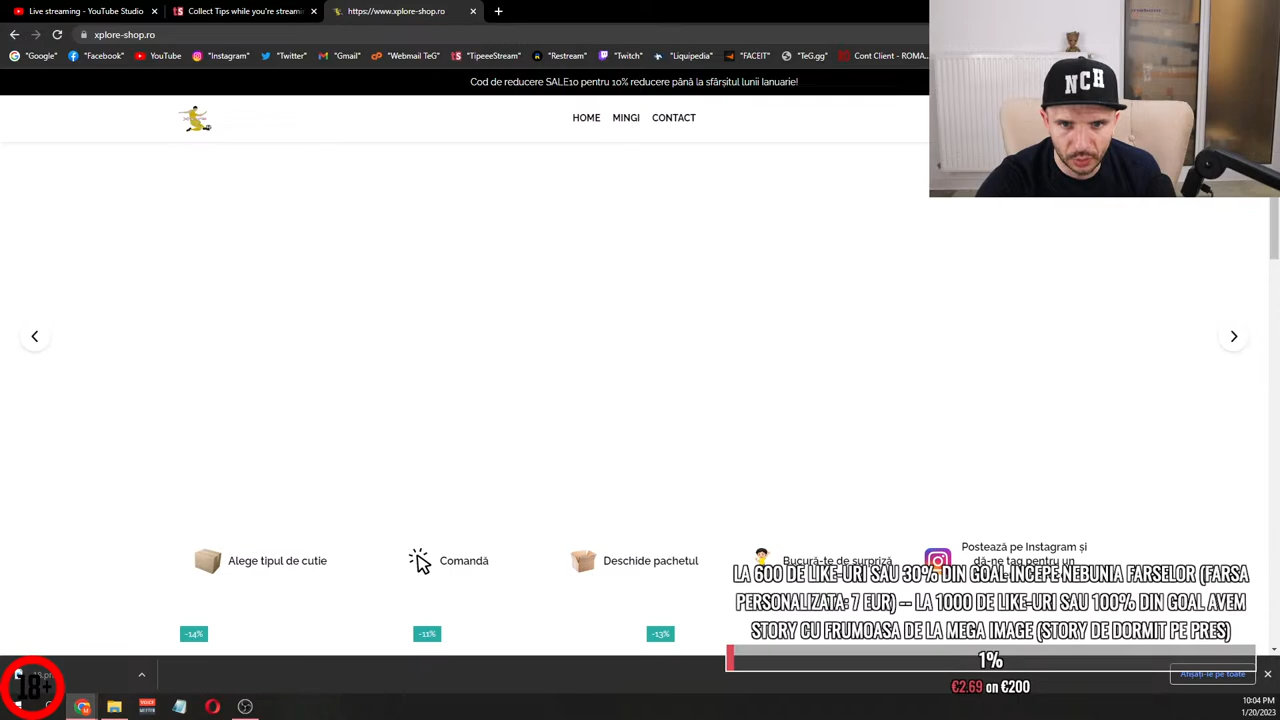 Live streaming - YouTube Studio
Collect Tips while you're streami
https://www.xplore-shop.ro
xplore-shop.ro
"Google"
"Facebook"
YouTube
"Instagram"
"Twitter"
"Gmail"
"Webmail TeG"
"TipeeeStream"
"Restream"
"Twitch"
"Liquipedia"
"FACEIT"
"TeG.gg"
Cont Client - ROMA...
Cod de reducere SALE10 pentru 10% reducere până la sfârșitul lunii Ianuarie!
NCH
HOME
MINGI
CONTACT
Alege tipul de cutie
Comandă
Deschide pachetul
Bucură-te de surpriză
Postează pe Instagram și
dă-ne tag pentru un
LA 600 DE LIKE-URI SAU 30% DIN GOAL INCEPE NEBUNIA FARSELOR (FARSA
PERSONALIZATA: 7 EUR) -- LA 1000 DE LIKE-URI SAU 100% DIN GOAL AVEM
STORY CU FRUMOASA DE LA MEGA IMAGE (STORY DE DORMIT PE PRES)
-14%
-11%
-13%
1%
€2.69 on €200
Afișați-le pe toate
18+
10:04 PM
1/20/2023